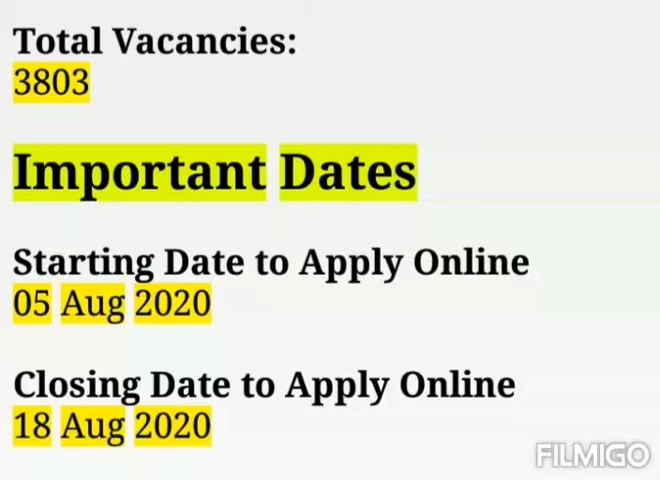 Total Vacancies:
3803
Important Dates
Starting Date to Apply Online
05 Aug 2020
Closing Date to Apply Online
18 Aug 2020
FILMIGO